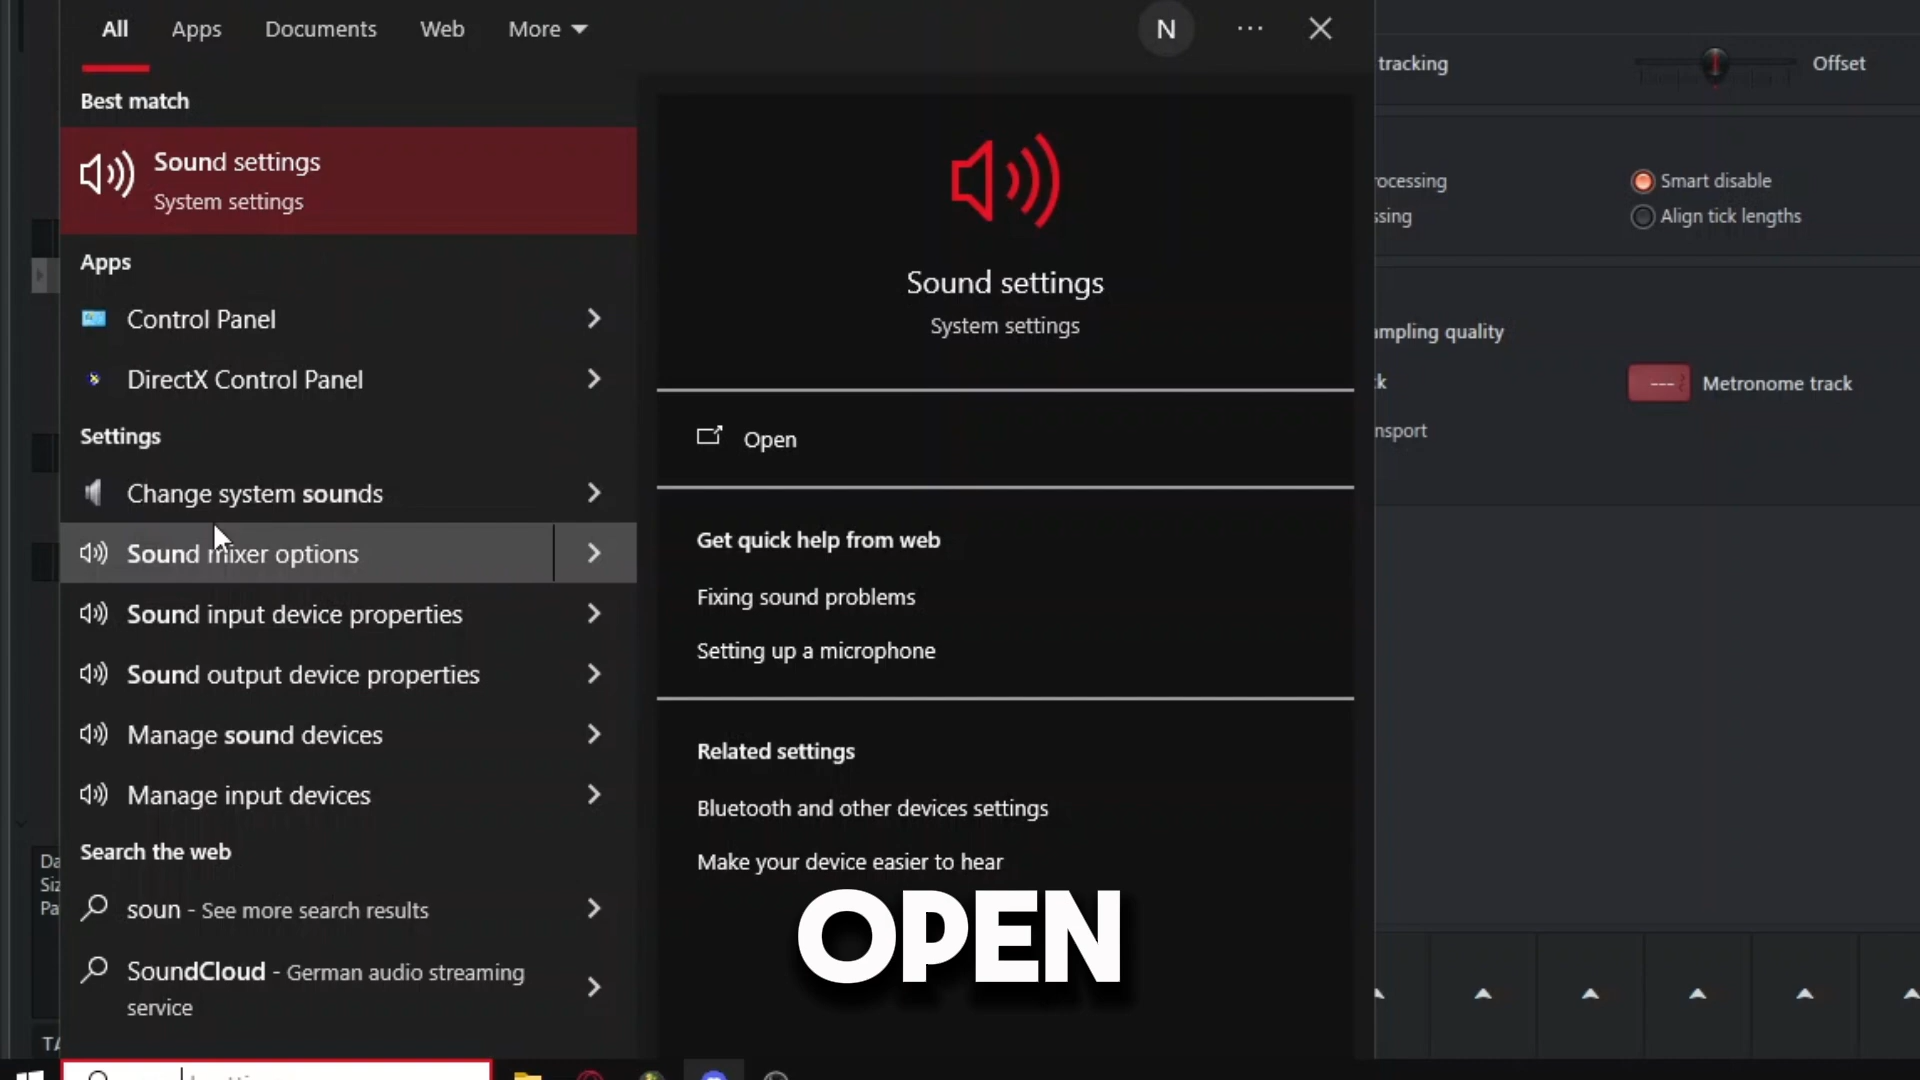 All Apps Documents Web More N
Best match
Sound settings
System settings
Apps
Control Panel
DirectX Control Panel
Settings
Change system sounds
Sound mixer options
Sound input device properties
Sound output device properties
Manage sound devices
Manage input devices
Search the web
soun - See more search results
SoundCloud - German audio streaming
service
Sound settings
System settings
Open
Get quick help from web
Fixing sound problems
Setting up a microphone
Related settings
Bluetooth and other devices settings
Make your device easier to hear
OPEN
tracking Offset
Smart disable
Align tick lengths
quality
--- Metronome track